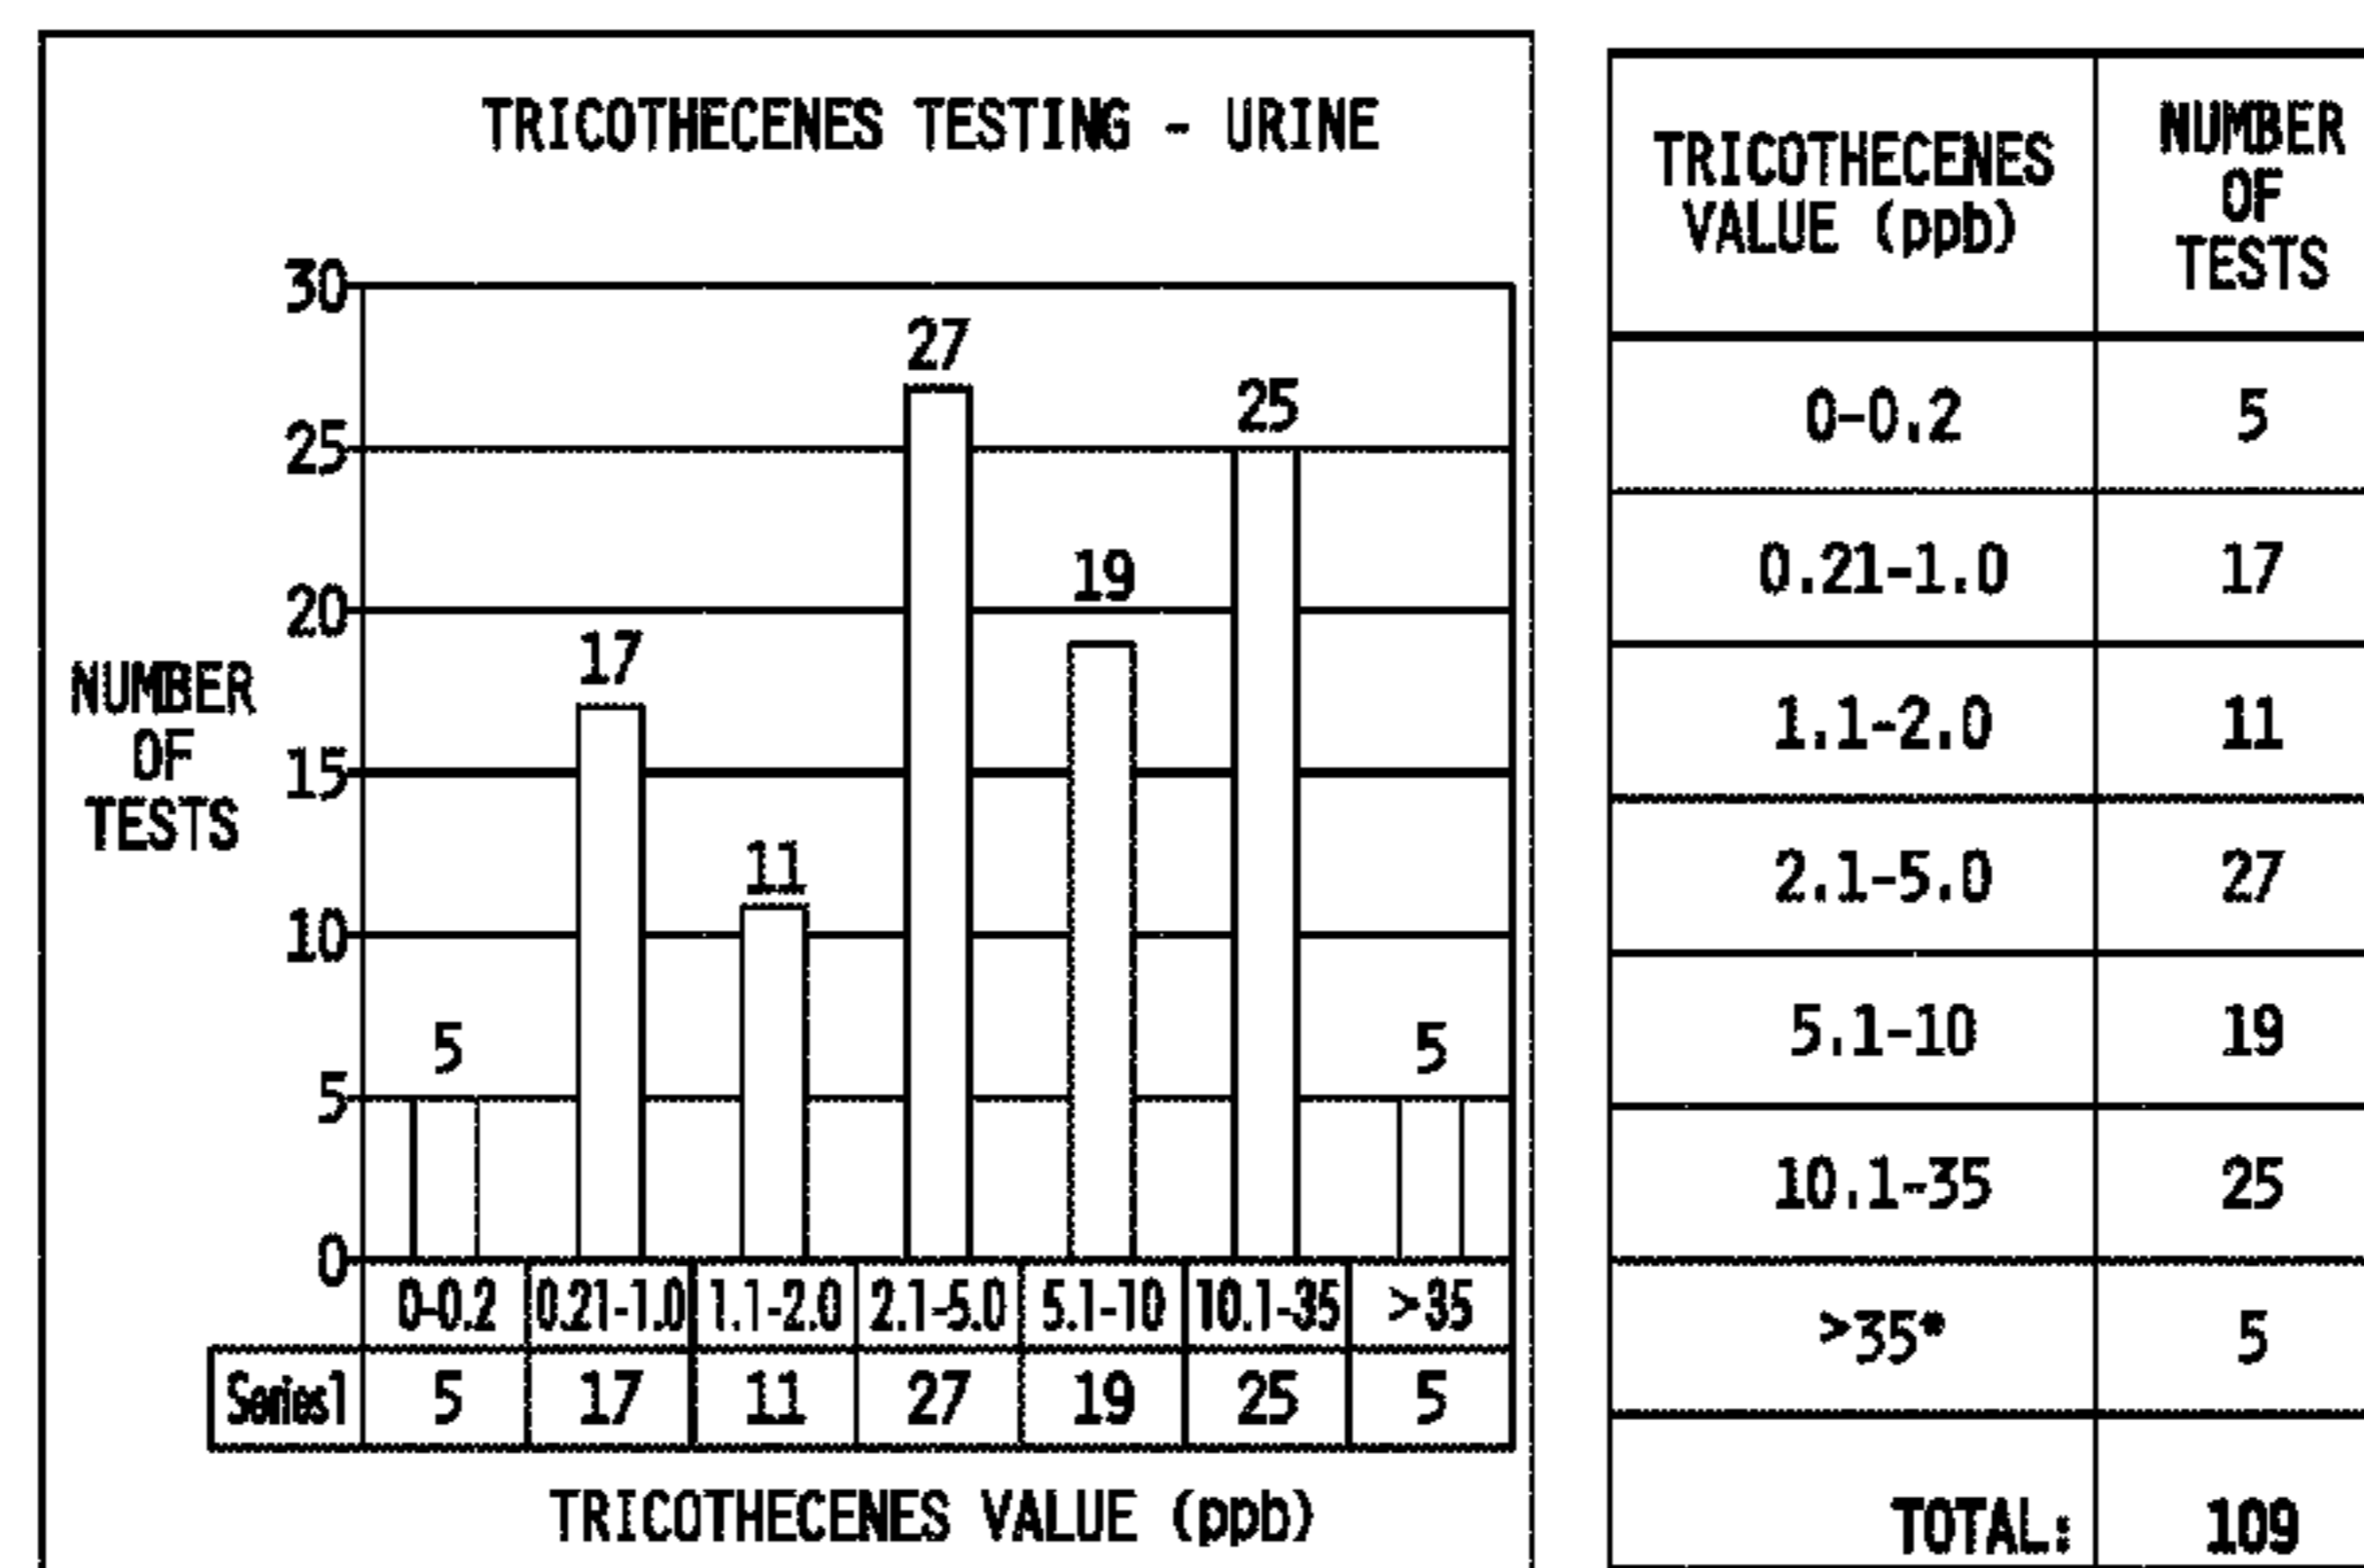 TRICOTHECENES TESTING - URINE
30
27
25
25
20
19
17
15
11
10
5
5
5
0
NUMBER
OF
TESTS
0-0.2 0.21-1.0 1.1-2.0 2.1-5.0 5.1-10 10.1-35 >35
Series1 5 17 11 27 19 25 5
TRICOTHECENES VALUE (ppb)
TRICOTHECENES
VALUE (ppb)
NUMBER
OF
TESTS
0-0.2 5
0.21-1.0 17
1.1-2.0 11
2.1-5.0 27
5.1-10 19
10.1-35 25
>35* 5
TOTAL: 109